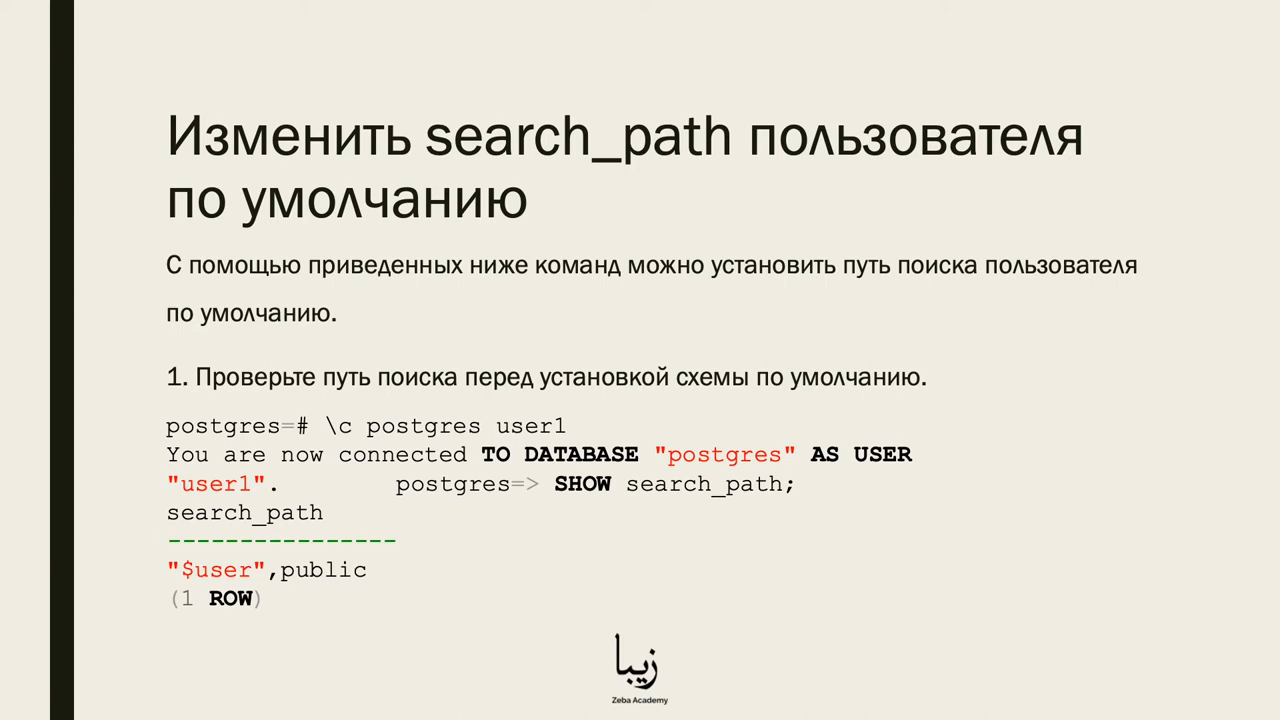 Изменить search_path пользователя
по умолчанию
С помощью приведенных ниже команд можно установить путь поиска пользователя
по умолчанию.
1. Проверьте путь поиска перед установкой схемы по умолчанию.
postgres=# \c postgres user1
You are now connected TO DATABASE "postgres" AS USER
"user1".        postgres=> SHOW search_path;
search_path
----------------
"$user",public
(1 ROW)
زیبا
Zeba Academy